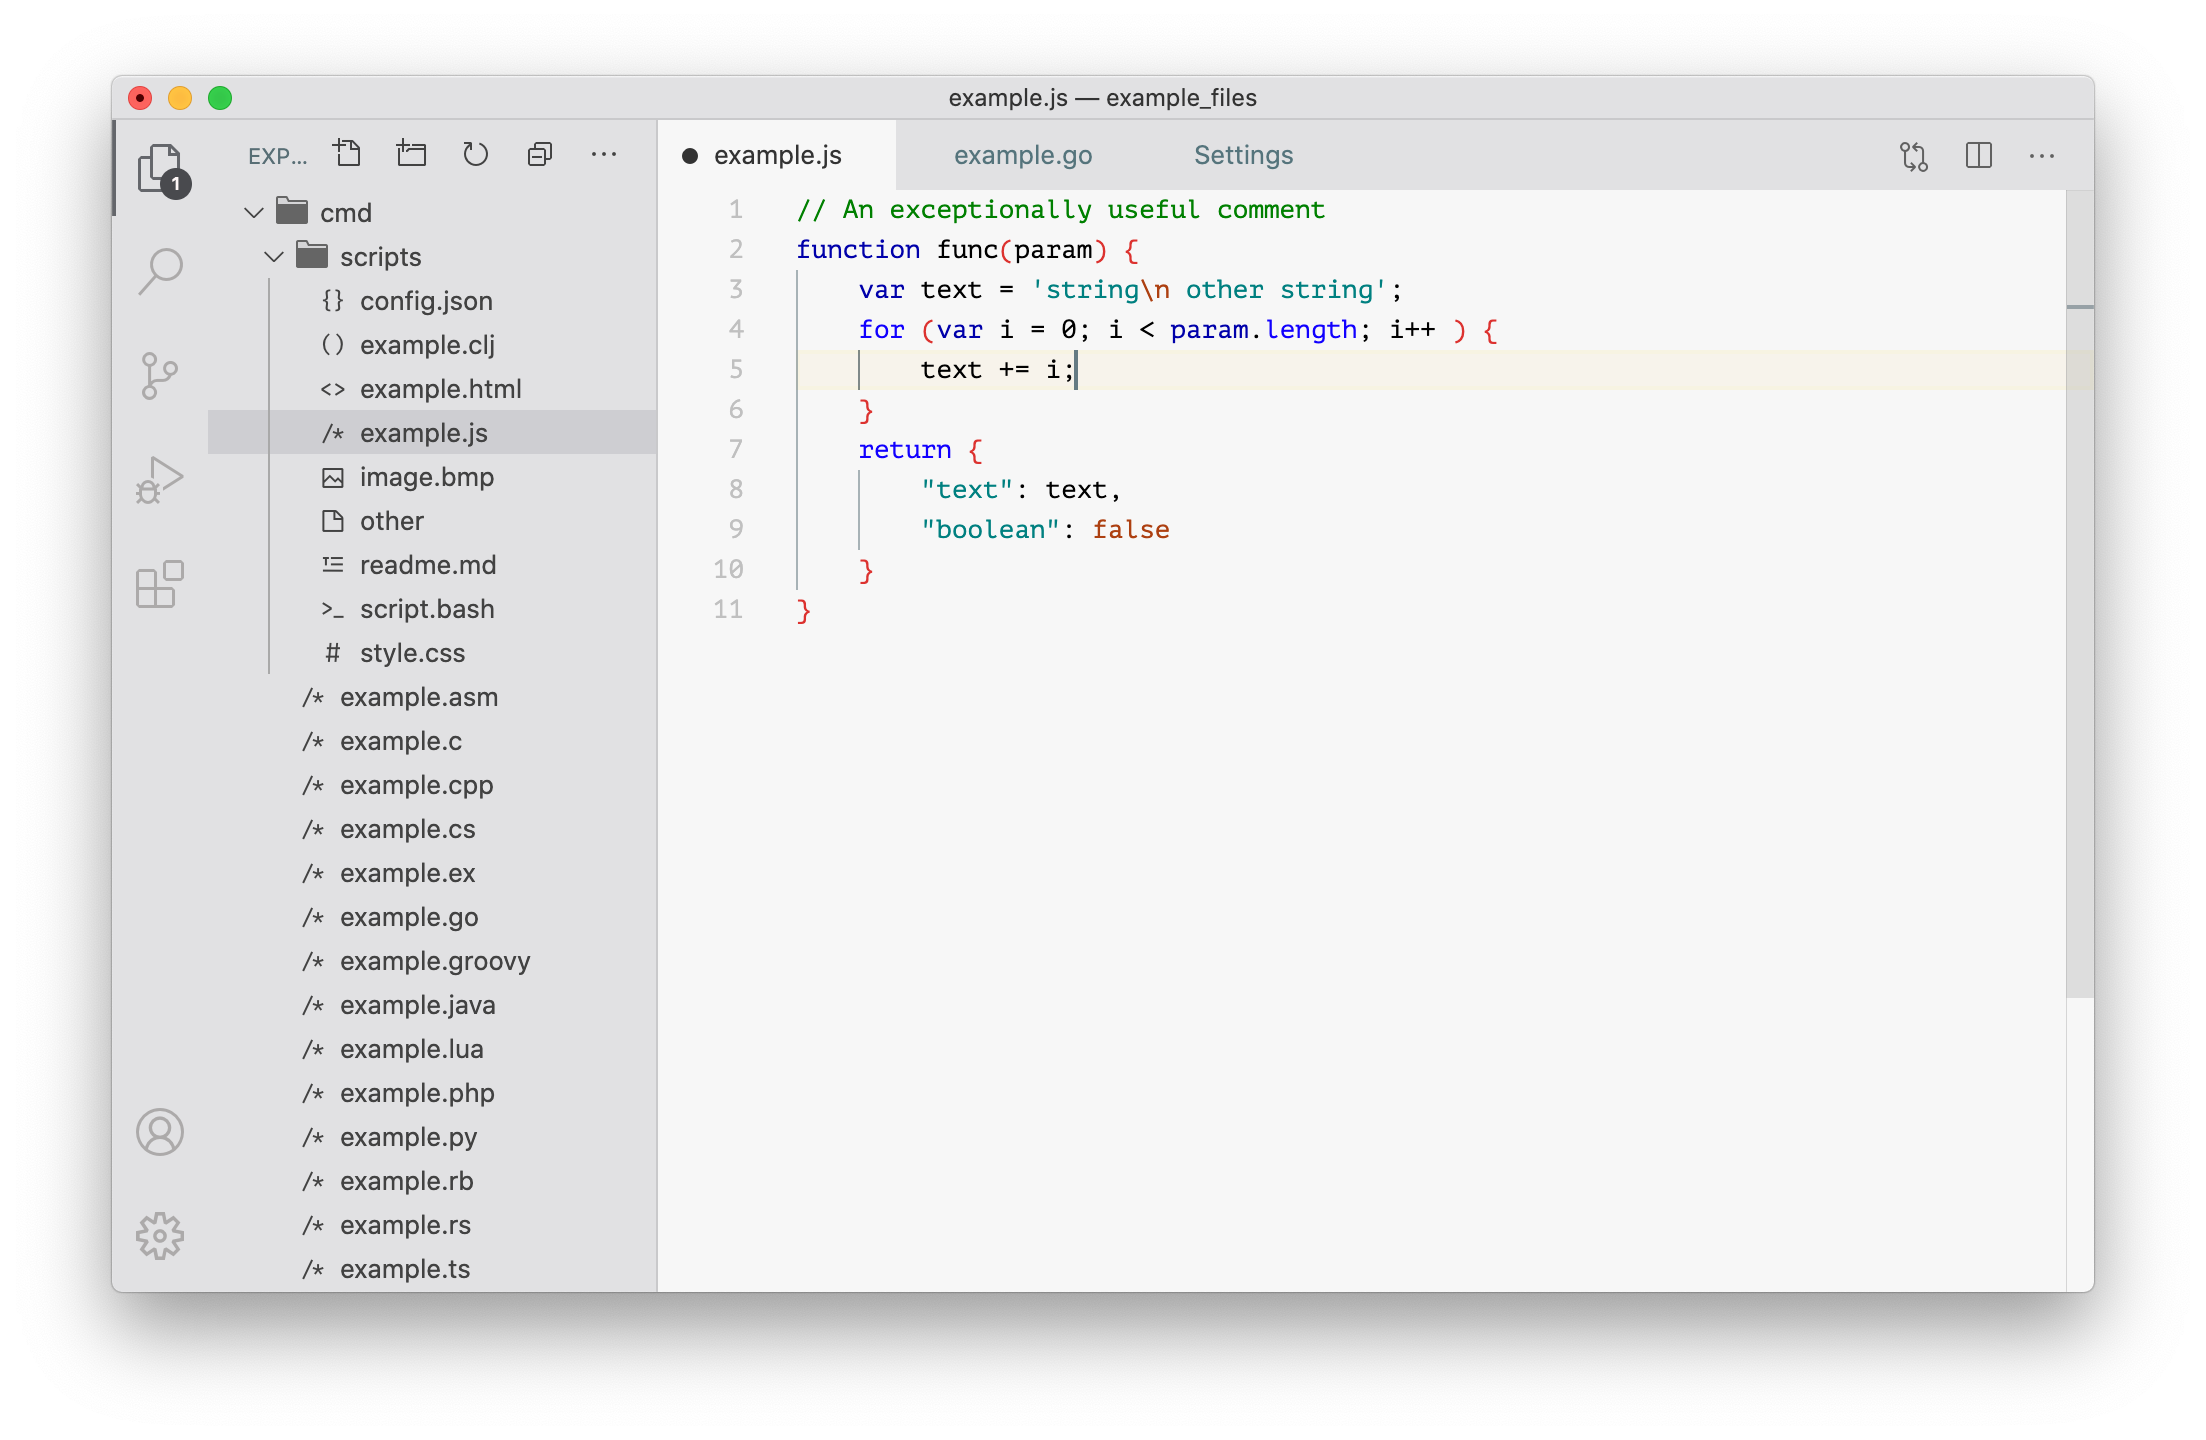 example.js — example_files
EXP...
1
cmd
scripts
{} config.json
() example.clj
<> example.html
/* example.js
image.bmp
other
readme.md
>_ script.bash
# style.css
/* example.asm
/* example.c
/* example.cpp
/* example.cs
/* example.ex
/* example.go
/* example.groovy
/* example.java
/* example.lua
/* example.php
/* example.py
/* example.rb
/* example.rs
/* example.ts
example.js example.go Settings
1 // An exceptionally useful comment
2 function func(param) {
3     var text = 'string\n other string';
4     for (var i = 0; i < param.length; i++ ) {
5         text += i;
6     }
7     return {
8         "text": text,
9         "boolean": false
10     }
11 }